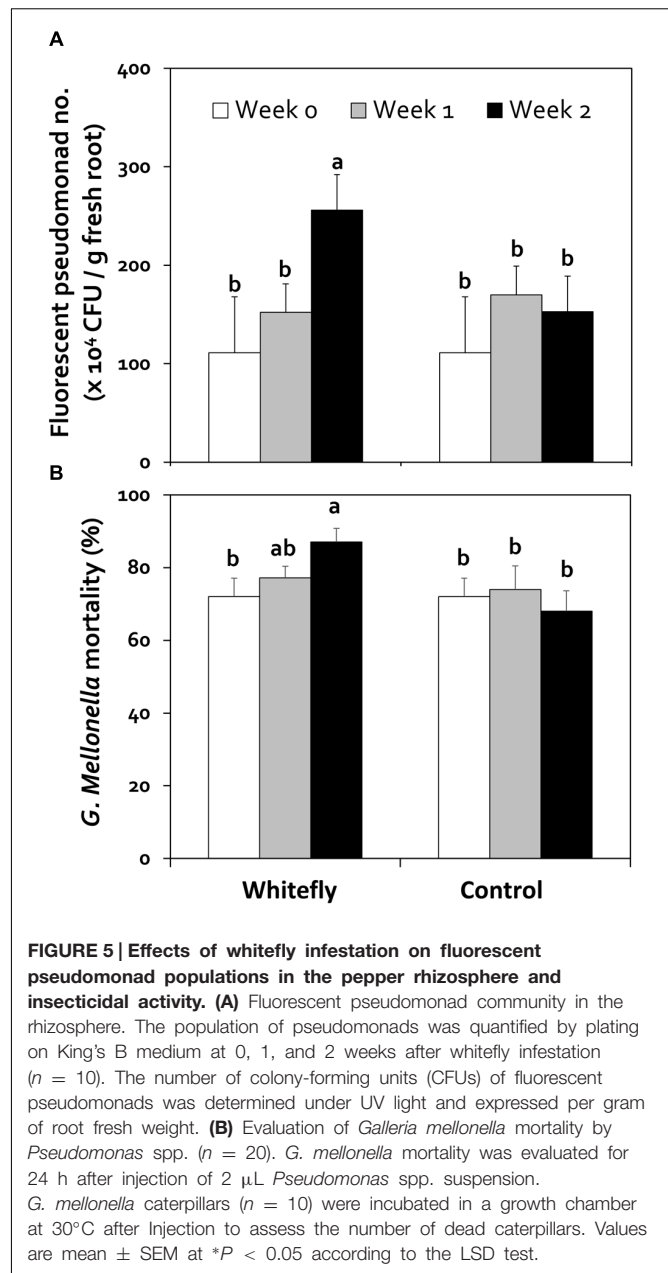 A
Fluorescent pseudomonad no.
(x 10⁴ CFU / g fresh root)
400
300
200
100
0
Week 0 Week 1 Week 2
b b a b b b
B
G. Mellonella mortality (%)
100
80
60
40
20
0
b ab a b b b
Whitefly Control
FIGURE 5 | Effects of whitefly infestation on fluorescent
pseudomonad populations in the pepper rhizosphere and
insecticidal activity. (A) Fluorescent pseudomonad community in the
rhizosphere. The population of pseudomonads was quantified by plating
on King's B medium at 0, 1, and 2 weeks after whitefly infestation
(n = 10). The number of colony-forming units (CFUs) of fluorescent
pseudomonads was determined under UV light and expressed per gram
of root fresh weight. (B) Evaluation of Galleria mellonella mortality by
Pseudomonas spp. (n = 20). G. mellonella mortality was evaluated for
24 h after injection of 2 μL Pseudomonas spp. suspension.
G. mellonella caterpillars (n = 10) were incubated in a growth chamber
at 30°C after Injection to assess the number of dead caterpillars. Values
are mean ± SEM at *P < 0.05 according to the LSD test.